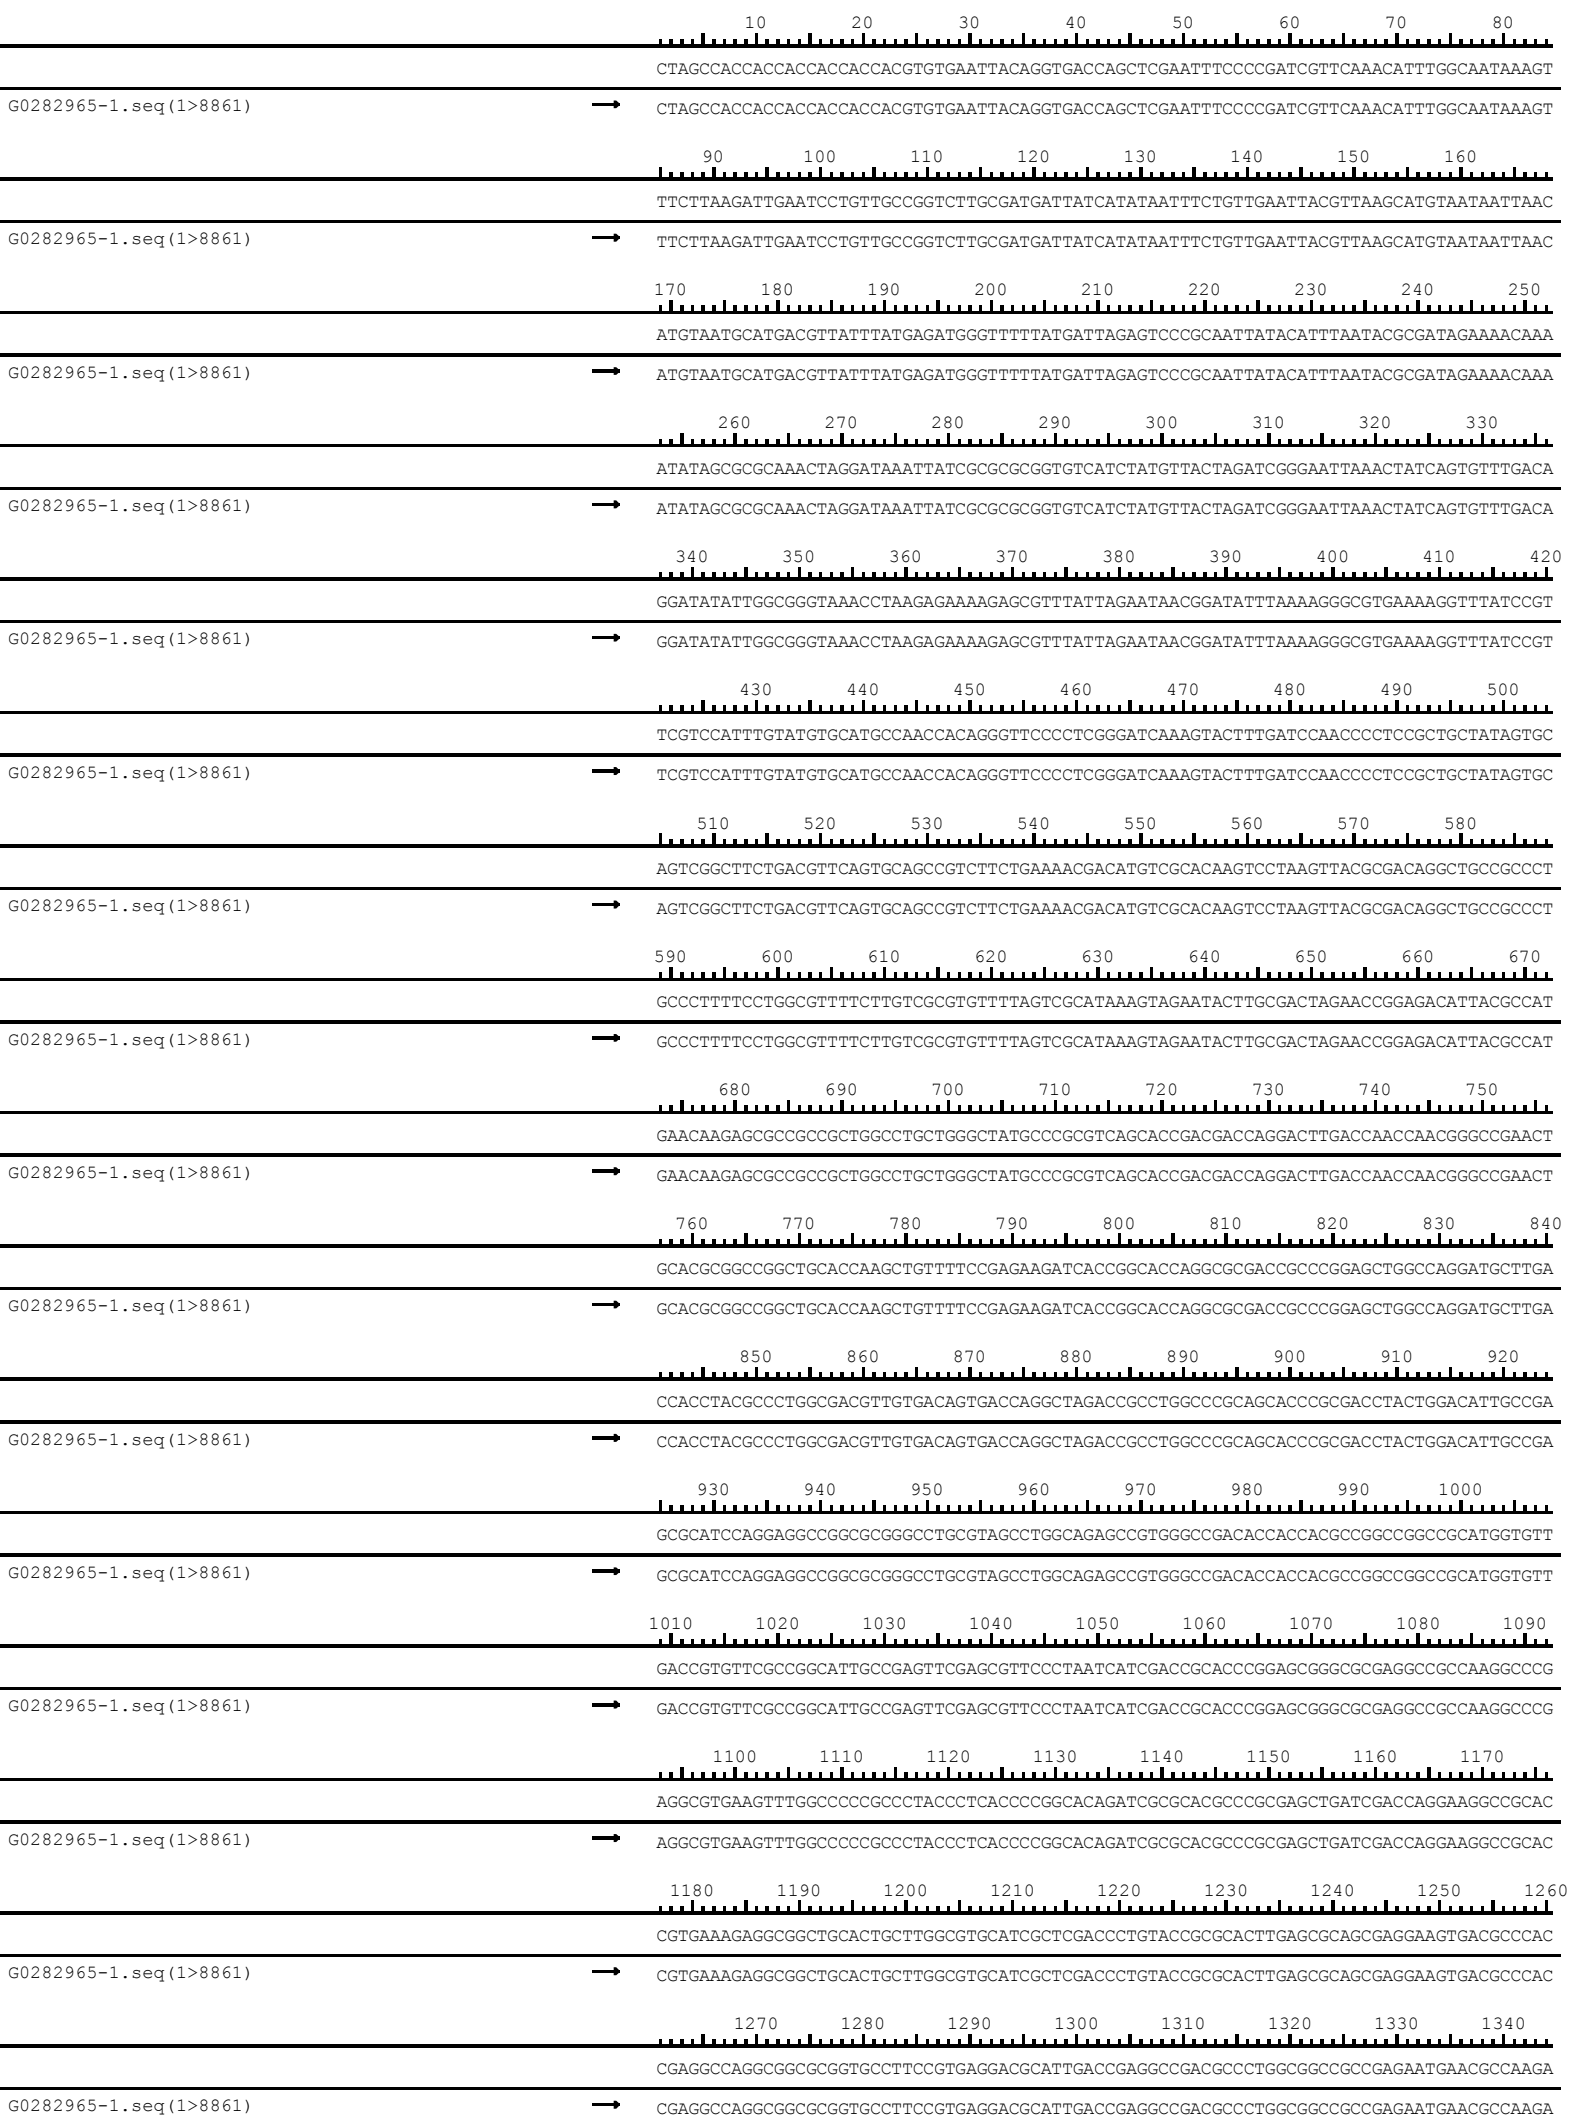 10 20 30 40 50 60 70 80
CTAGCCACCACCACCACCACCACGTGTGAATTACAGGTGACCAGCTCGAATTTCCCCGATCGTTCAAACATTTGGCAATAAAGT
G0282965-1.seq(1>8861) → CTAGCCACCACCACCACCACCACGTGTGAATTACAGGTGACCAGCTCGAATTTCCCCGATCGTTCAAACATTTGGCAATAAAGT
90 100 110 120 130 140 150 160
TTCTTAAGATTGAATCCTGTTGCCGGTCTTGCGATGATTATCATATAATTTCTGTTGAATTACGTTAAGCATGTAATAATTAAC
G0282965-1.seq(1>8861) → TTCTTAAGATTGAATCCTGTTGCCGGTCTTGCGATGATTATCATATAATTTCTGTTGAATTACGTTAAGCATGTAATAATTAAC
170 180 190 200 210 220 230 240 250
ATGTAATGCATGACGTTATTTATGAGATGGGTTTTTATGATTAGAGTCCCGCAATTATACATTTAATACGCGATAGAAAACAAA
G0282965-1.seq(1>8861) → ATGTAATGCATGACGTTATTTATGAGATGGGTTTTTATGATTAGAGTCCCGCAATTATACATTTAATACGCGATAGAAAACAAA
260 270 280 290 300 310 320 330
ATATAGCGCGCAAACTAGGATAAATTATCGCGCGCGGTGTCATCTATGTTACTAGATCGGGAATTAAACTATCAGTGTTTGACA
G0282965-1.seq(1>8861) → ATATAGCGCGCAAACTAGGATAAATTATCGCGCGCGGTGTCATCTATGTTACTAGATCGGGAATTAAACTATCAGTGTTTGACA
340 350 360 370 380 390 400 410 420
GGATATATTGGCGGGTAAACCTAAGAGAAAAGAGCGTTTATTAGAATAACGGATATTTAAAAGGGCGTGAAAAGGTTTATCCGT
G0282965-1.seq(1>8861) → GGATATATTGGCGGGTAAACCTAAGAGAAAAGAGCGTTTATTAGAATAACGGATATTTAAAAGGGCGTGAAAAGGTTTATCCGT
430 440 450 460 470 480 490 500
TCGTCCATTTGTATGTGCATGCCAACCACAGGGTTCCCCTCGGGATCAAAGTACTTTGATCCAACCCCTCCGCTGCTATAGTGC
G0282965-1.seq(1>8861) → TCGTCCATTTGTATGTGCATGCCAACCACAGGGTTCCCCTCGGGATCAAAGTACTTTGATCCAACCCCTCCGCTGCTATAGTGC
510 520 530 540 550 560 570 580
AGTCGGCTTCTGACGTTCAGTGCAGCCGTCTTCTGAAAACGACATGTCGCACAAGTCCTAAGTTACGCGACAGGCTGCCGCCCT
G0282965-1.seq(1>8861) → AGTCGGCTTCTGACGTTCAGTGCAGCCGTCTTCTGAAAACGACATGTCGCACAAGTCCTAAGTTACGCGACAGGCTGCCGCCCT
590 600 610 620 630 640 650 660 670
GCCCTTTTCCTGGCGTTTTCTTGTCGCGTGTTTTAGTCGCATAAAGTAGAATACTTGCGACTAGAACCGGAGACATTACGCCAT
G0282965-1.seq(1>8861) → GCCCTTTTCCTGGCGTTTTCTTGTCGCGTGTTTTAGTCGCATAAAGTAGAATACTTGCGACTAGAACCGGAGACATTACGCCAT
680 690 700 710 720 730 740 750
GAACAAGAGCGCCGCCGCTGGCCTGCTGGGCTATGCCCGCGTCAGCACCGACGACCAGGACTTGACCAACCAACGGGCCGAACT
G0282965-1.seq(1>8861) → GAACAAGAGCGCCGCCGCTGGCCTGCTGGGCTATGCCCGCGTCAGCACCGACGACCAGGACTTGACCAACCAACGGGCCGAACT
760 770 780 790 800 810 820 830 840
GCACGCGGCCGGCTGCACCAAGCTGTTTTCCGAGAAGATCACCGGCACCAGGCGCGACCGCCCGGAGCTGGCCAGGATGCTTGA
G0282965-1.seq(1>8861) → GCACGCGGCCGGCTGCACCAAGCTGTTTTCCGAGAAGATCACCGGCACCAGGCGCGACCGCCCGGAGCTGGCCAGGATGCTTGA
850 860 870 880 890 900 910 920
CCACCTACGCCCTGGCGACGTTGTGACAGTGACCAGGCTAGACCGCCTGGCCCGCAGCACCCGCGACCTACTGGACATTGCCGA
G0282965-1.seq(1>8861) → CCACCTACGCCCTGGCGACGTTGTGACAGTGACCAGGCTAGACCGCCTGGCCCGCAGCACCCGCGACCTACTGGACATTGCCGA
930 940 950 960 970 980 990 1000
GCGCATCCAGGAGGCCGGCGCGGGCCTGCGTAGCCTGGCAGAGCCGTGGGCCGACACCACCACGCCGGCCGGCCGCATGGTGTT
G0282965-1.seq(1>8861) → GCGCATCCAGGAGGCCGGCGCGGGCCTGCGTAGCCTGGCAGAGCCGTGGGCCGACACCACCACGCCGGCCGGCCGCATGGTGTT
1010 1020 1030 1040 1050 1060 1070 1080 1090
GACCGTGTTCGCCGGCATTGCCGAGTTCGAGCGTTCCCTAATCATCGACCGCACCCGGAGCGGGCGCGAGGCCGCCAAGGCCCG
G0282965-1.seq(1>8861) → GACCGTGTTCGCCGGCATTGCCGAGTTCGAGCGTTCCCTAATCATCGACCGCACCCGGAGCGGGCGCGAGGCCGCCAAGGCCCG
1100 1110 1120 1130 1140 1150 1160 1170
AGGCGTGAAGTTTGGCCCCCGCCCTACCCTCACCCCGGCACAGATCGCGCACGCCCGCGAGCTGATCGACCAGGAAGGCCGCAC
G0282965-1.seq(1>8861) → AGGCGTGAAGTTTGGCCCCCGCCCTACCCTCACCCCGGCACAGATCGCGCACGCCCGCGAGCTGATCGACCAGGAAGGCCGCAC
1180 1190 1200 1210 1220 1230 1240 1250 1260
CGTGAAAGAGGCGGCTGCACTGCTTGGCGTGCATCGCTCGACCCTGTACCGCGCACTTGAGCGCAGCGAGGAAGTGACGCCCAC
G0282965-1.seq(1>8861) → CGTGAAAGAGGCGGCTGCACTGCTTGGCGTGCATCGCTCGACCCTGTACCGCGCACTTGAGCGCAGCGAGGAAGTGACGCCCAC
1270 1280 1290 1300 1310 1320 1330 1340
CGAGGCCAGGCGGCGCGGTGCCTTCCGTGAGGACGCATTGACCGAGGCCGACGCCCTGGCGGCCGCCGAGAATGAACGCCAAGA
G0282965-1.seq(1>8861) → CGAGGCCAGGCGGCGCGGTGCCTTCCGTGAGGACGCATTGACCGAGGCCGACGCCCTGGCGGCCGCCGAGAATGAACGCCAAGA